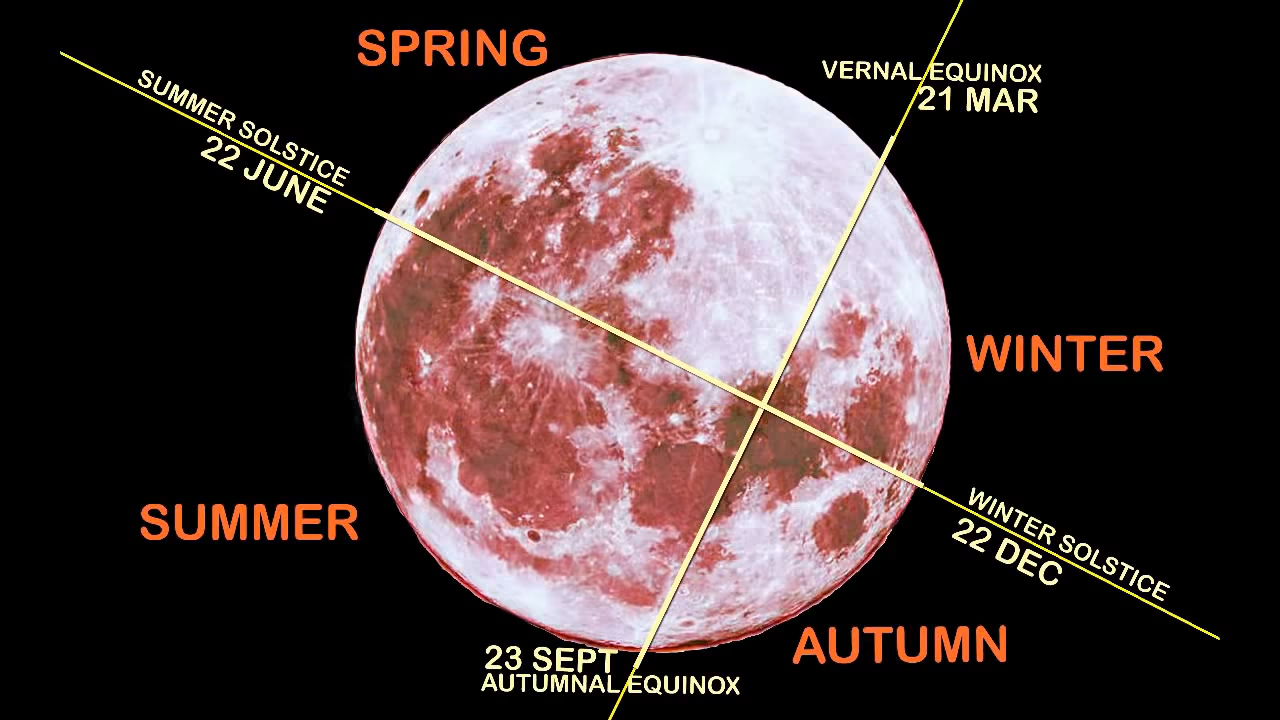 SPRING
VERNAL EQUINOX
21 MAR
SUMMER SOLSTICE
22 JUNE
WINTER
SUMMER
WINTER SOLSTICE
22 DEC
AUTUMN
23 SEPT
AUTUMNAL EQUINOX